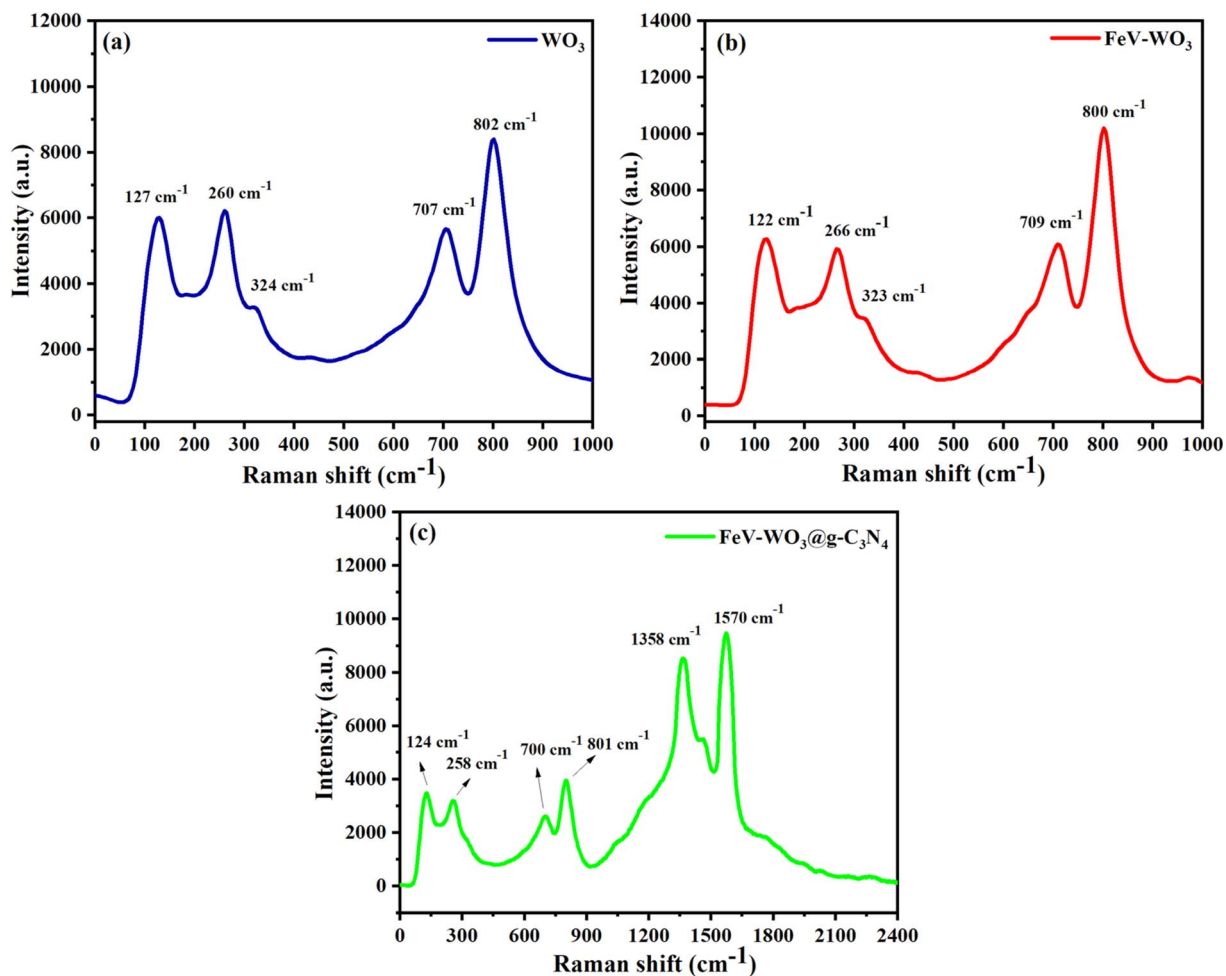 (a)
WO₃
12000
10000
8000
6000
4000
2000
0
Intensity (a.u.)
127 cm⁻¹
260 cm⁻¹
324 cm⁻¹
707 cm⁻¹
802 cm⁻¹
0 100 200 300 400 500 600 700 800 900 1000
Raman shift (cm⁻¹)
(b)
FeV-WO₃
14000
12000
10000
8000
6000
4000
2000
0
Intensity (a.u.)
122 cm⁻¹
266 cm⁻¹
323 cm⁻¹
709 cm⁻¹
800 cm⁻¹
0 100 200 300 400 500 600 700 800 900 1000
Raman shift (cm⁻¹)
(c)
FeV-WO₃@g-C₃N₄
14000
12000
10000
8000
6000
4000
2000
0
Intensity (a.u.)
124 cm⁻¹
258 cm⁻¹
700 cm⁻¹
801 cm⁻¹
1358 cm⁻¹
1570 cm⁻¹
0 300 600 900 1200 1500 1800 2100 2400
Raman shift (cm⁻¹)